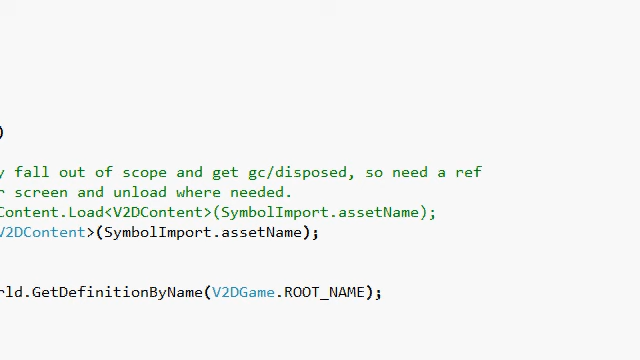 )
y fall out of scope and get gc/disposed, so need a ref
r screen and unload where needed.
Content.Load<V2DContent>(SymbolImport.assetName);
V2DContent>(SymbolImport.assetName);
rld.GetDefinitionByName(V2DGame.ROOT_NAME);